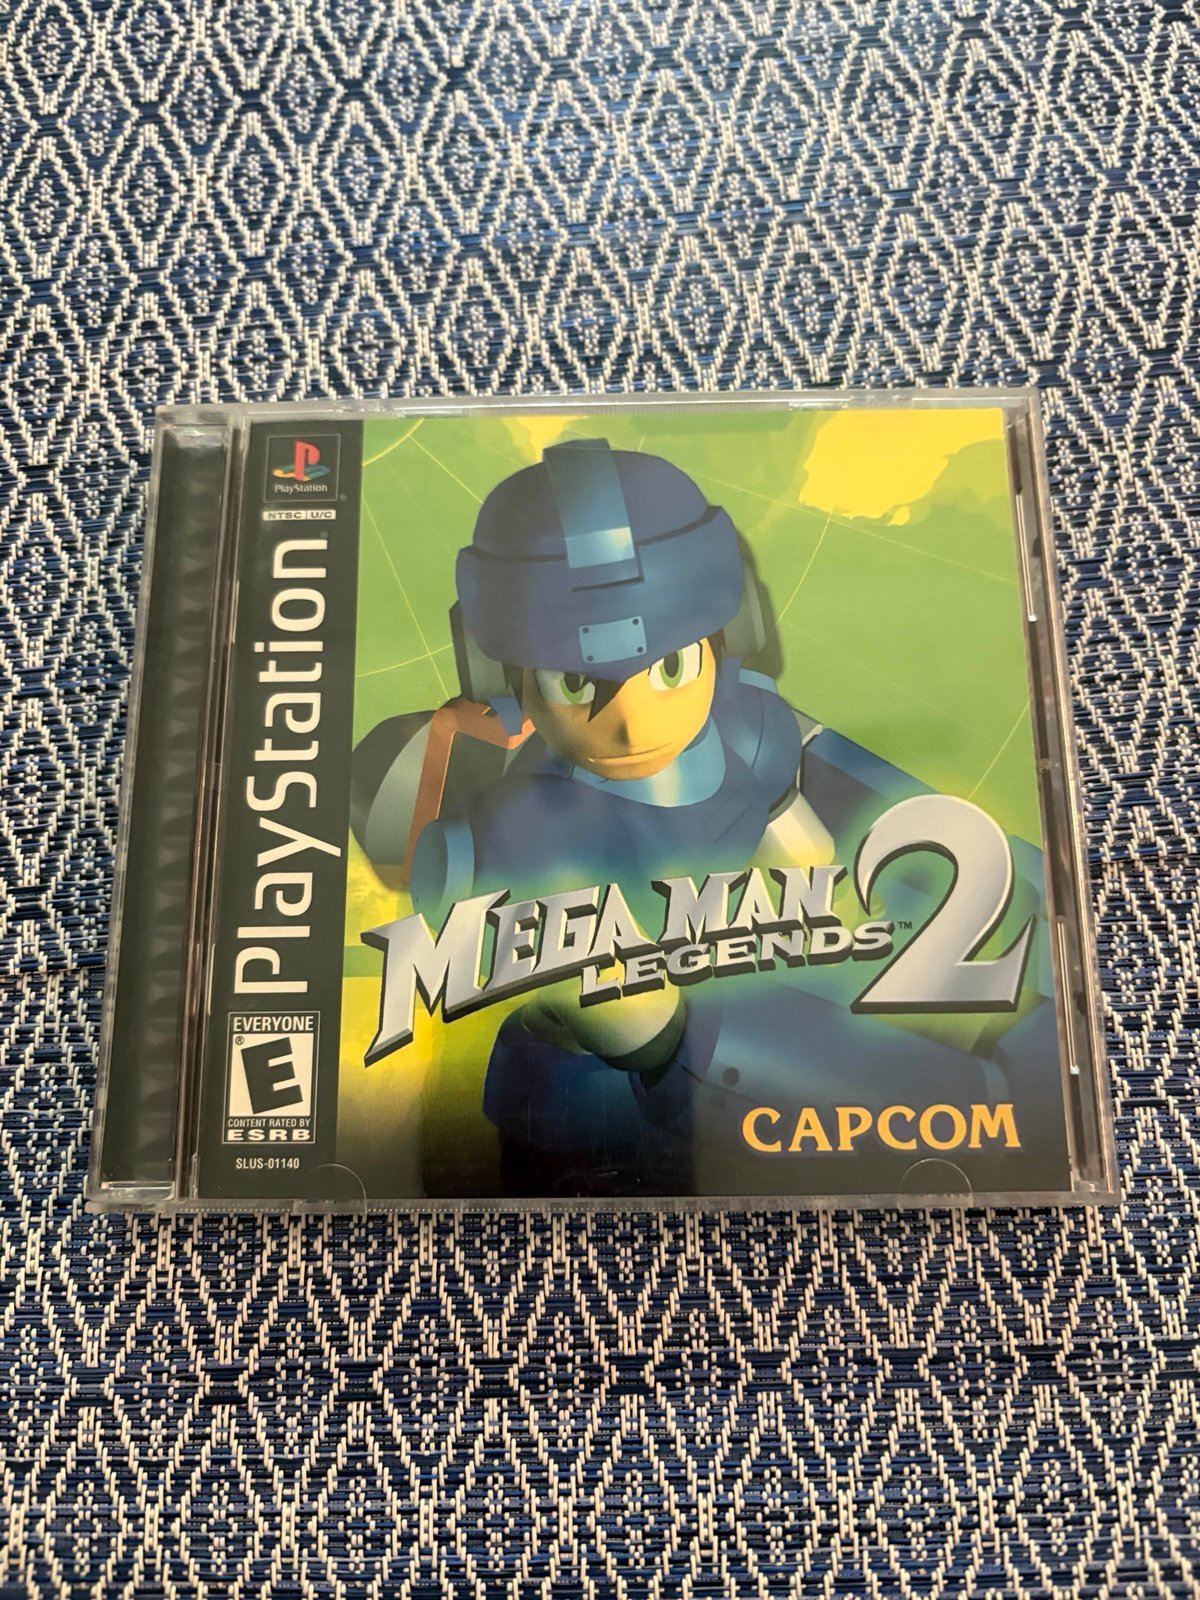 PlayStation
®
NTSC U/C
PlayStation®
MEGA MAN
LEGENDS™ 2
EVERYONE
®
E
CONTENT RATED BY
ESRB
SLUS-01140
CAPCOM